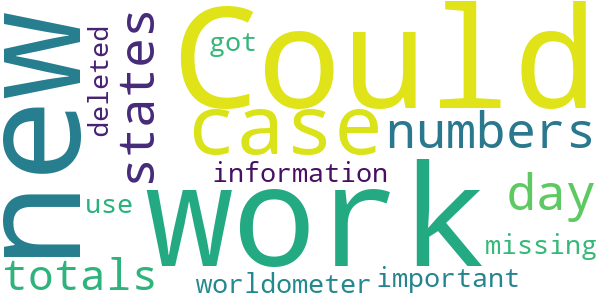 new
deleted
states
got
Could
case
numbers
information
use
work
day
missing
totals
worldometer
important